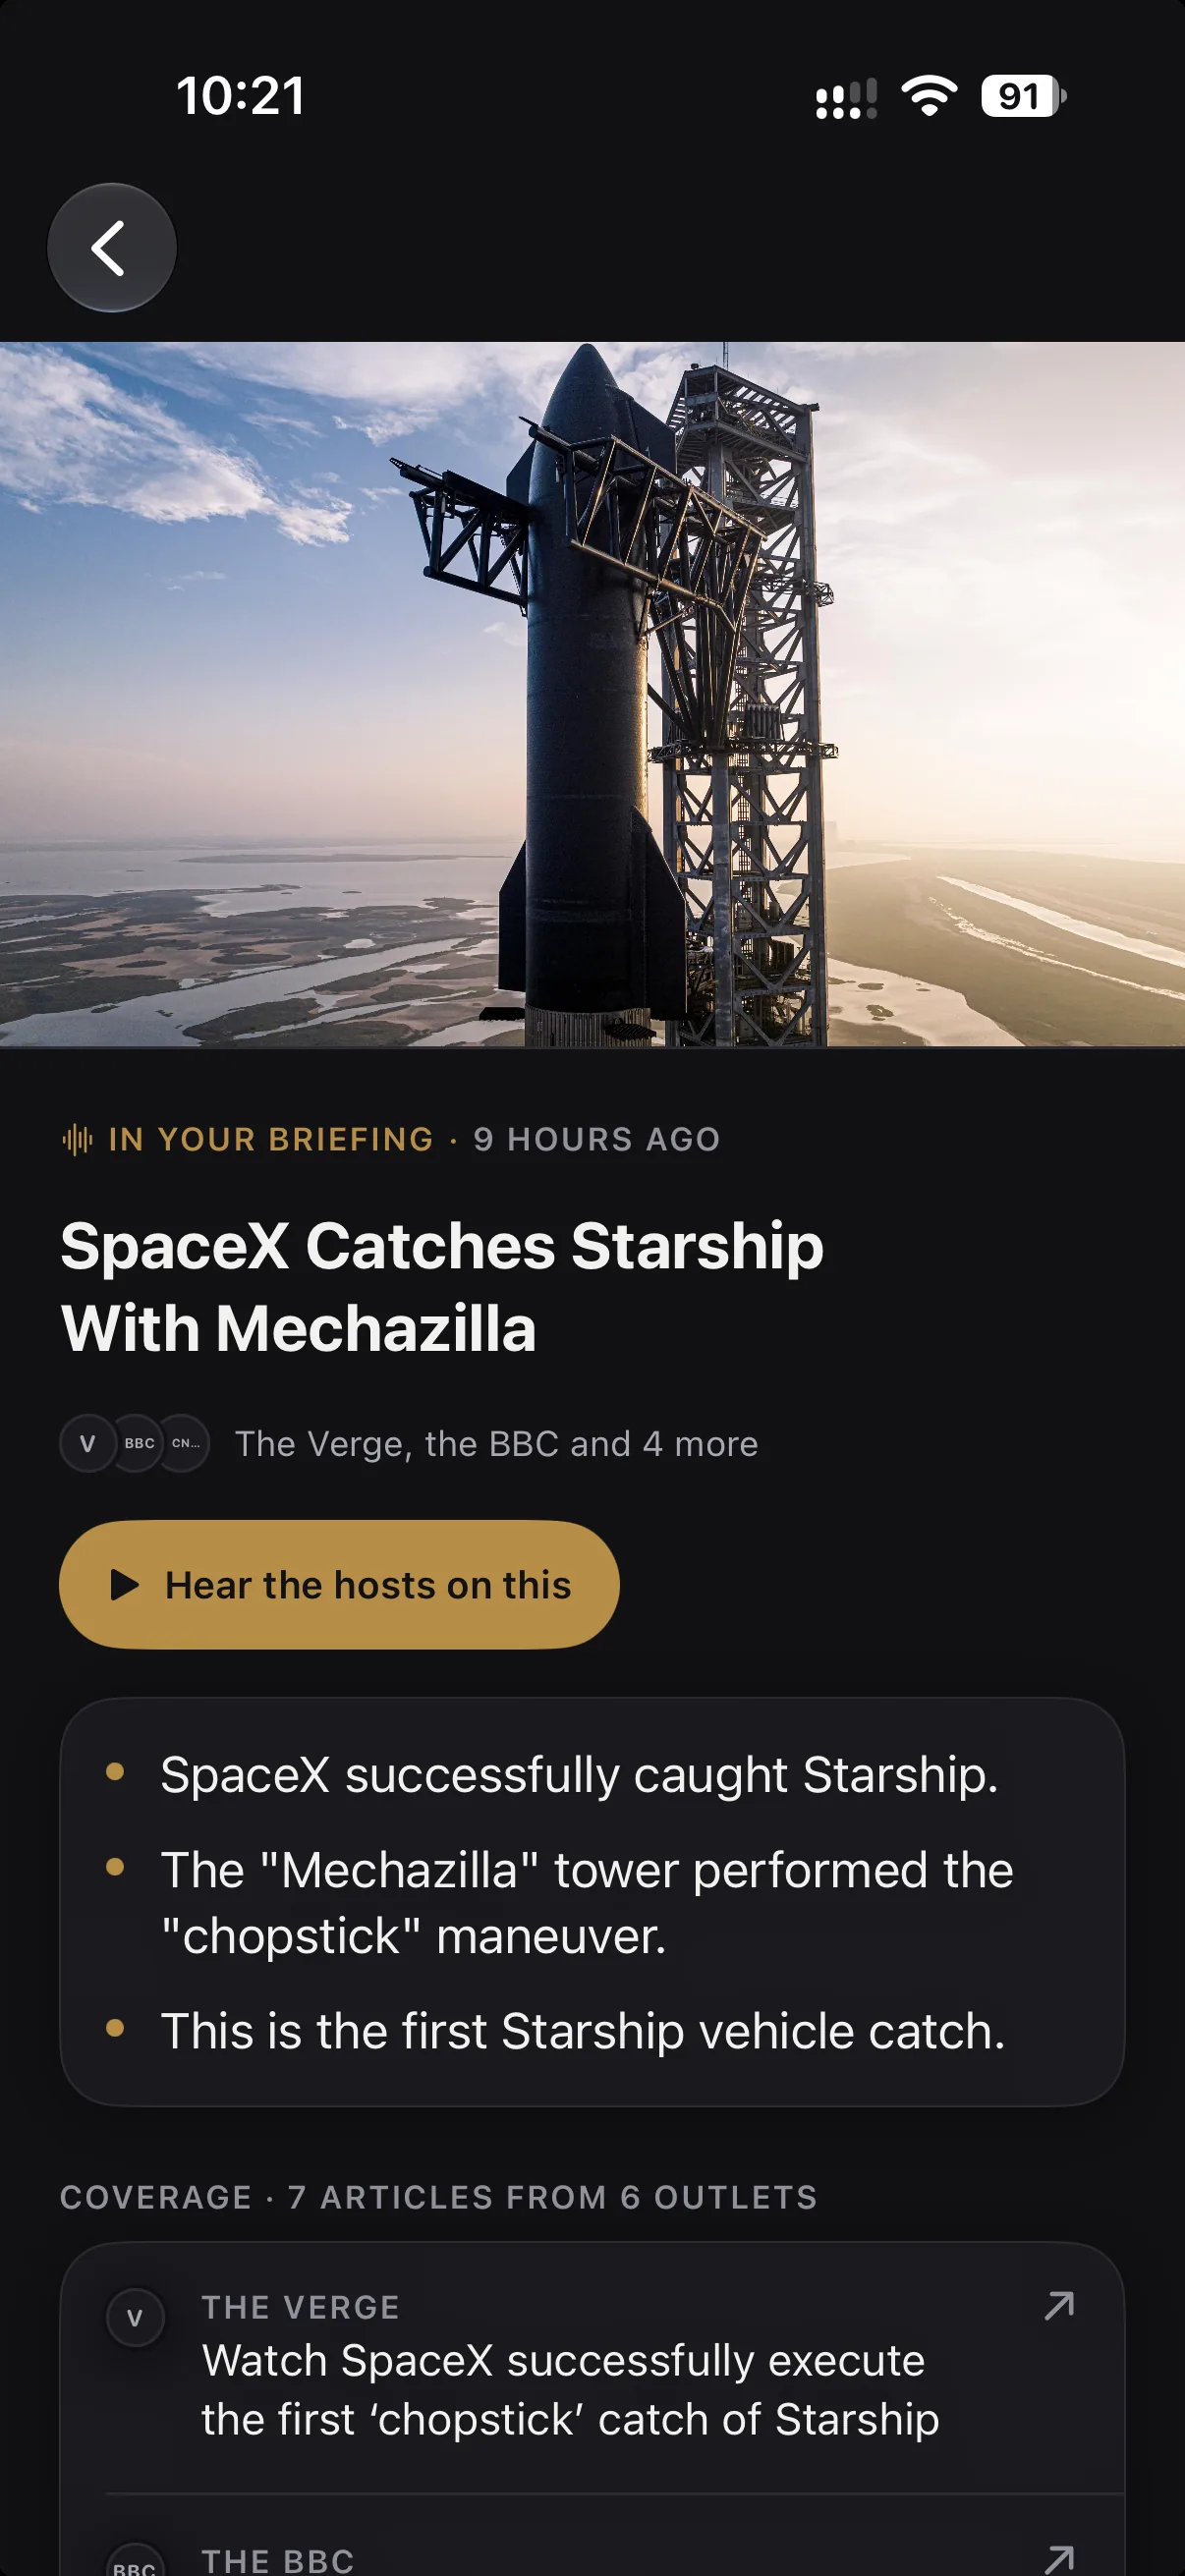 10:21
91
IN YOUR BRIEFING · 9 HOURS AGO
SpaceX Catches Starship
With Mechazilla
V BBC CN... The Verge, the BBC and 4 more
Hear the hosts on this
SpaceX successfully caught Starship.
The "Mechazilla" tower performed the
"chopstick" maneuver.
This is the first Starship vehicle catch.
COVERAGE · 7 ARTICLES FROM 6 OUTLETS
V THE VERGE
Watch SpaceX successfully execute
the first ‘chopstick’ catch of Starship
BBC THE BBC